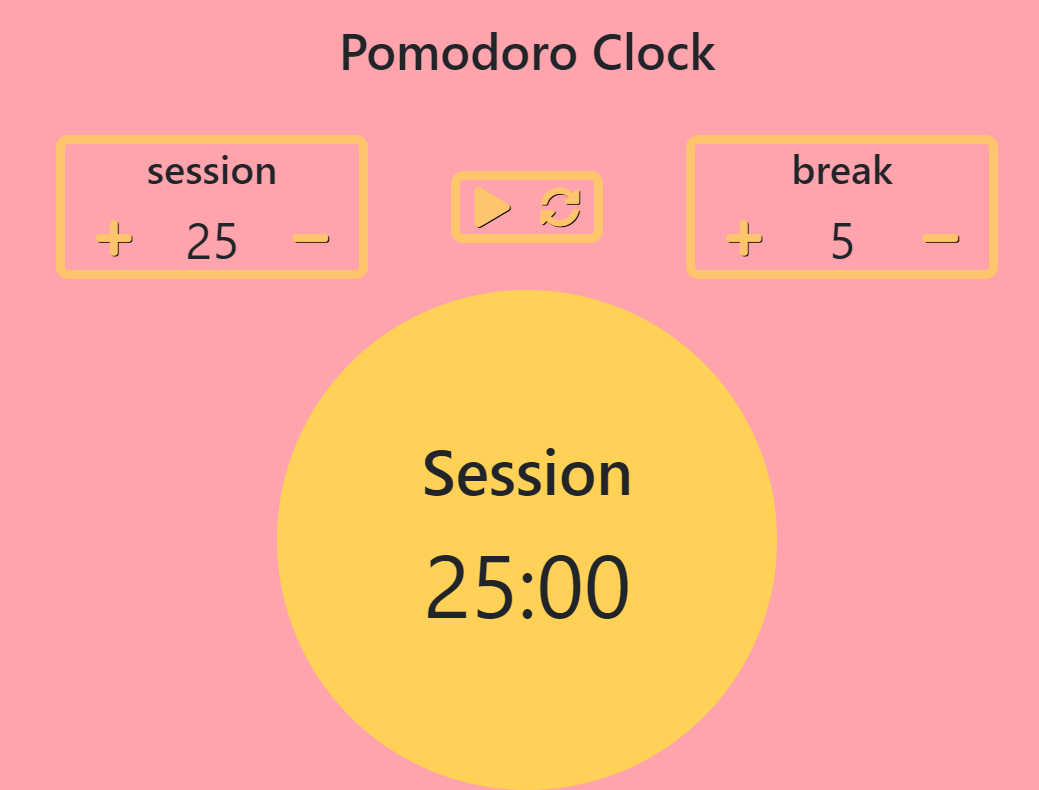 Pomodoro Clock
session
+ 25 −
break
+ 5 −
Session
25:00